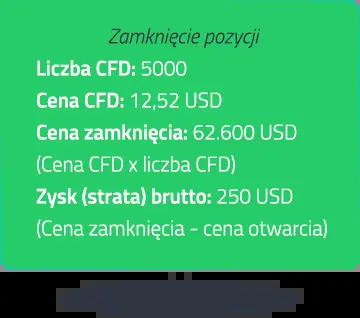 Zamknięcie pozycji
Liczba CFD: 5000
Cena CFD: 12,52 USD
Cena zamknięcia: 62.600 USD
(Cena CFD x liczba CFD)
Zysk (strata) brutto: 250 USD
(Cena zamknięcia - cena otwarcia)